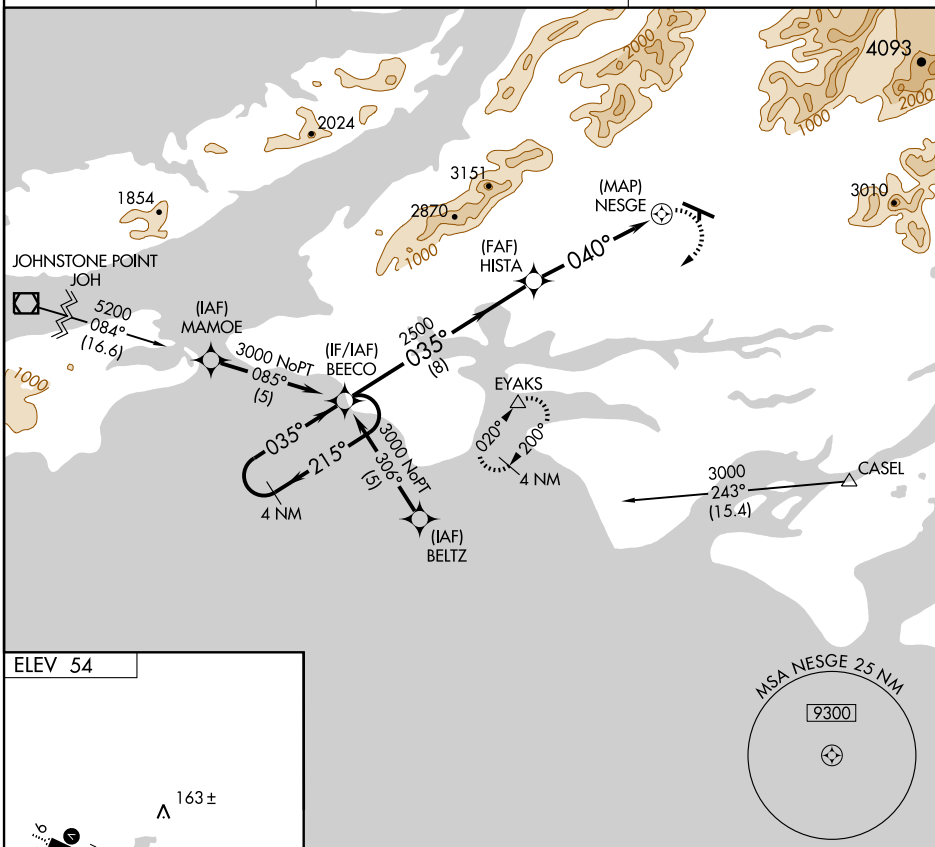 2000
4093
1000
2000
2024
3151
2870
1000
1854
3010
(MAP)
NESGE
(FAF)
HISTA
040°
JOHNSTONE POINT
JOH
5200
084°
(16.6)
(IAF)
MAMOE
3000 NoPT
085°
(5)
(IF/IAF)
BEECO
2500
035°
(8)
1000
EYAKS
020°
200°
4 NM
035°
215°
4 NM
3000 NoPT
306°
(5)
(IAF)
BELTZ
3000
243°
(15.4)
CASEL
ELEV 54
163 ±
9
V
MSA NESGE 25 NM
9300